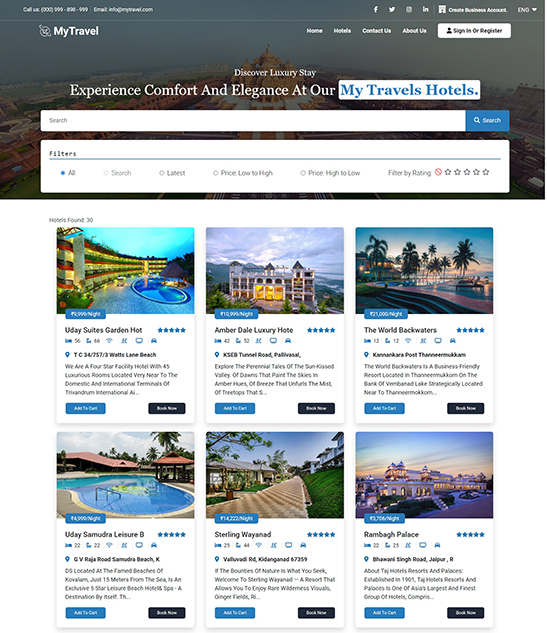 Call us: (000) 999 - 898 - 999 Email: info@mytravel.com
Create Business Account. ENG
MyTravel
Home Hotels Contact Us About Us Sign In Or Register
Discover Luxury Stay
Experience Comfort And Elegance At Our My Travels Hotels.
Search Search
Filters
All Search Latest Price: Low to High Price: High to Low Filter by Rating:
Hotels Found: 30
₹9,999/Night
Uday Suites Garden Hot
56 66
T C 34/757/3 Watts Lane Beach
We Are A Four Star Facility Hotel With 45
Luxurious Rooms Located Very Near To The
Domestic And International Terminals Of
Trivandrum International Ai...
Add To Cart Book Now
₹10,999/Night
Amber Dale Luxury Hote
42 52
KSEB Tunnel Road, Pallivasal,
Explore The Perennial Tales Of The Sun-Kissed
Valley. Of Dawns That Paint The Skies In
Amber Hues, Of Breeze That Unfurls The Mist,
Of Treetops That S...
Add To Cart Book Now
₹21,000/Night
The World Backwaters
12 12
Kannankara Post Thanneermukkam
The World Backwaters Is A Business-Friendly
Resort Located In Thanneermukkom On The
Bank Of Vembanad Lake Strategically Located
Near To Thanneermukkom...
Add To Cart Book Now
₹4,999/Night
Uday Samudra Leisure B
22 22
G V Raja Road Samudra Beach, K
DS Located At The Famed Beaches Of
Kovalam, Just 15 Meters From The Sea, Is An
Exclusive 5 Star Leisure Beach Hotel& Spa - A
Destination By Itself. Th...
Add To Cart Book Now
₹14,222/Night
Sterling Wayanad
25 44
Valluvadi Rd, Kidanganad 67359
If The Bounties Of Nature Is What You Seek,
Welcome To Sterling Wayanad — A Resort That
Allows You To Enjoy Rare Wilderness Visuals,
Ginger Fields, Ri...
Add To Cart Book Now
₹3,706/Night
Rambagh Palace
22 25
Bhawani Singh Road, Jaipur , R
About Taj Hotels Resorts And Palaces:
Established In 1901, Taj Hotels Resorts And
Palaces Is One Of Asia's Largest And Finest
Group Of Hotels, Compris...
Add To Cart Book Now